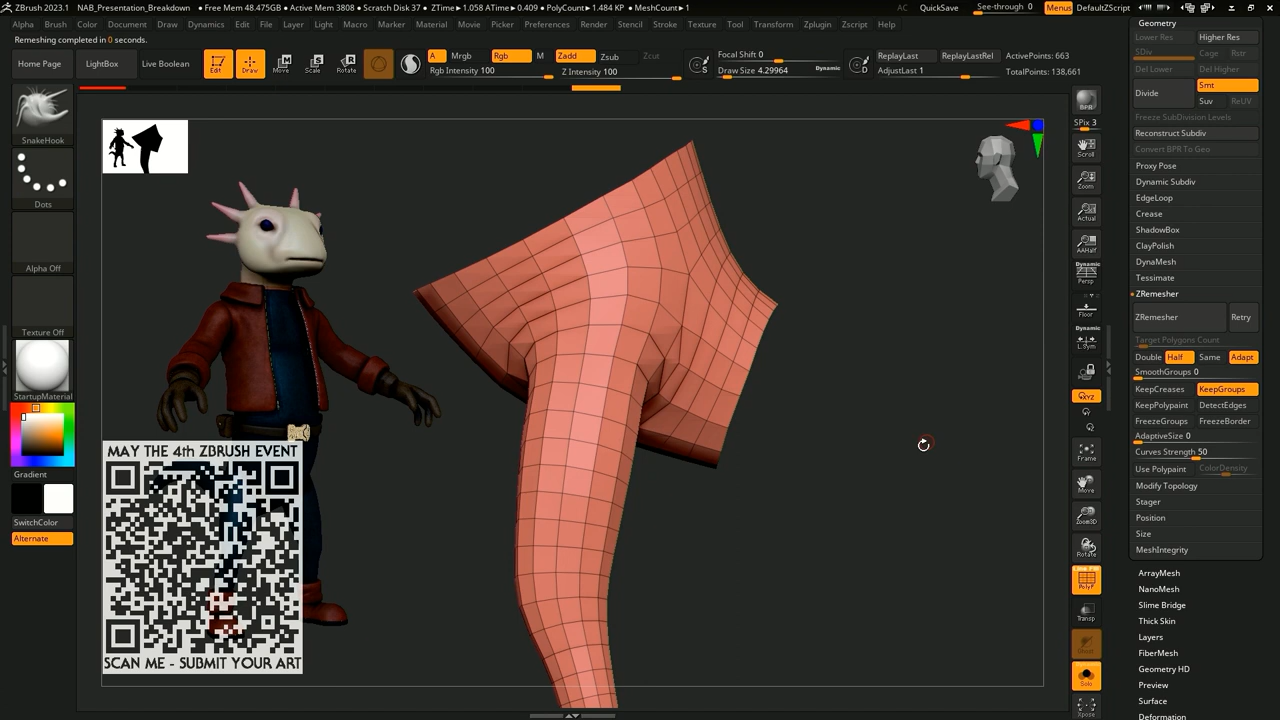 ZBrush 2023.1 NAB_Presentation_Breakdown • Free Mem 48.475GB • Active Mem 3808 • Scratch Disk 37 • ZTime►1.058 ATime►0.409 • PolyCount►1.484 KP • MeshCount►1 AC QuickSave See-through 0 Menus DefaultZScript
Alpha Brush Color Document Draw Dynamics Edit File Layer Light Macro Marker Material Movie Picker Preferences Render Stencil Stroke Texture Tool Transform Zplugin Zscript Help
Remeshing completed in 0 seconds.
Home Page LightBox Live Boolean Edit Draw Move Scale Rotate
A Mrgb Rgb M Zadd Zsub Zcut
Rgb Intensity 100 Z Intensity 100
Focal Shift 0
Draw Size 4.29964 Dynamic
S D
ReplayLast ReplayLastRel
AdjustLast 1
ActivePoints: 663
TotalPoints: 138,661
SnakeHook
Dots
Alpha Off
Texture Off
StartupMaterial
Gradient
SwitchColor
Alternate
MAY THE 4th ZBRUSH EVENT
SCAN ME - SUBMIT YOUR ART
BPR
SPix 3
Scroll
Zoom
Actual
AAHalf
Dynamic
Persp
Floor
Dynamic
L.Sym
XYZ
Frame
Move
Zoom3D
Rotate
Line Fill
PolyF
Transp
Ghost
Solo
Xpose
Geometry
Lower Res Higher Res
SDiv Cage Rstr
Del Lower Del Higher
Divide Smt
Suv ReUV
Freeze SubDivision Levels
Reconstruct Subdiv
Convert BPR To Geo
Proxy Pose
Dynamic Subdiv
EdgeLoop
Crease
ShadowBox
ClayPolish
DynaMesh
Tessimate
ZRemesher
ZRemesher Retry
Target Polygons Count
Double Half Same Adapt
SmoothGroups 0
KeepCreases KeepGroups
KeepPolypaint DetectEdges
FreezeGroups FreezeBorder
AdaptiveSize 0
Curves Strength 50
Use Polypaint ColorDensity
Modify Topology
Stager
Position
Size
MeshIntegrity
ArrayMesh
NanoMesh
Slime Bridge
Thick Skin
Layers
FiberMesh
Geometry HD
Preview
Surface
Deformation